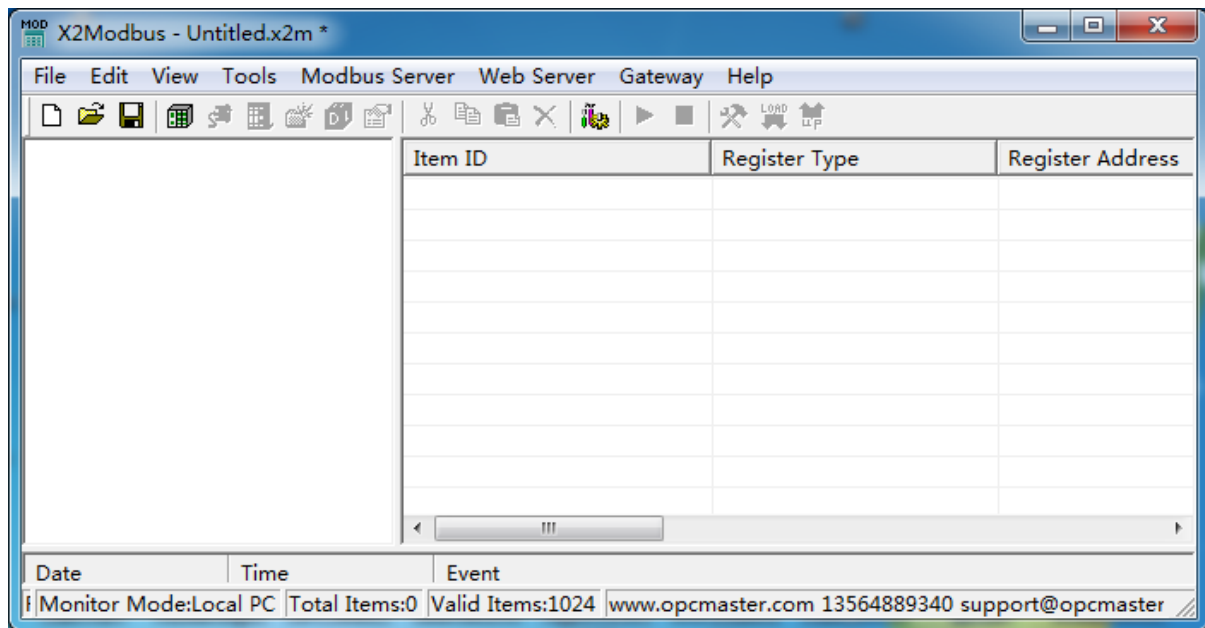 MOD
X2Modbus - Untitled.x2m *
File Edit View Tools Modbus Server Web Server Gateway Help
LOAD
UP
Item ID Register Type Register Address
Date Time Event
Monitor Mode:Local PC Total Items:0 Valid Items:1024 www.opcmaster.com 13564889340 support@opcmaster